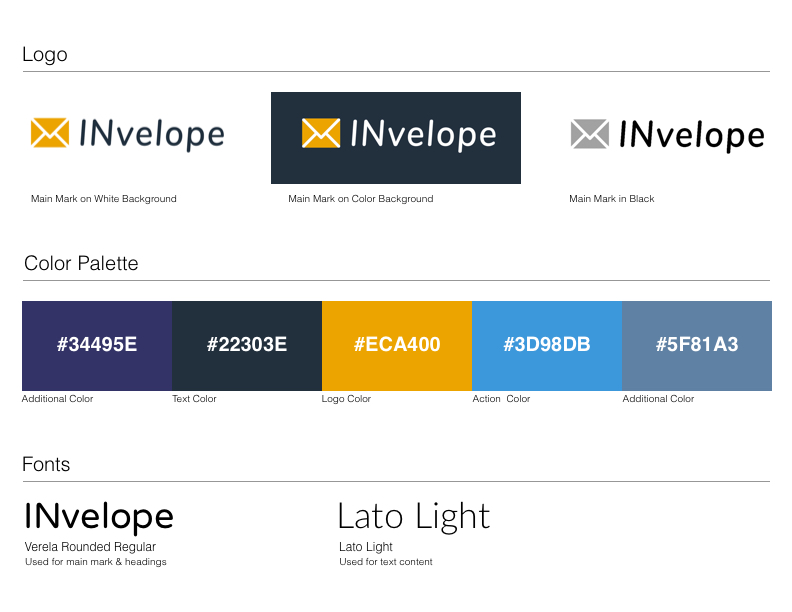 Logo
INvelope
INvelope
INvelope
Main Mark on White Background
Main Mark on Color Background
Main Mark in Black
Color Palette
#34495E
#22303E
#ECA400
#3D98DB
#5F81A3
Additional Color
Text Color
Logo Color
Action  Color
Additional Color
Fonts
INvelope
Verela Rounded Regular
Used for main mark & headings
Lato Light
Lato Light
Used for text content